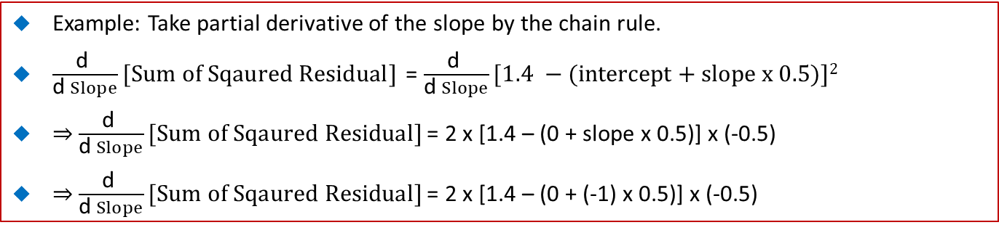 ◆ Example: Take partial derivative of the slope by the chain rule.
◆ d/d Slope [Sum of Sqaured Residual] = d/d Slope [1.4 − (intercept + slope x 0.5)]²
◆ ⇒ d/d Slope [Sum of Sqaured Residual] = 2 x [1.4 – (0 + slope x 0.5)] x (-0.5)
◆ ⇒ d/d Slope [Sum of Sqaured Residual] = 2 x [1.4 – (0 + (-1) x 0.5)] x (-0.5)